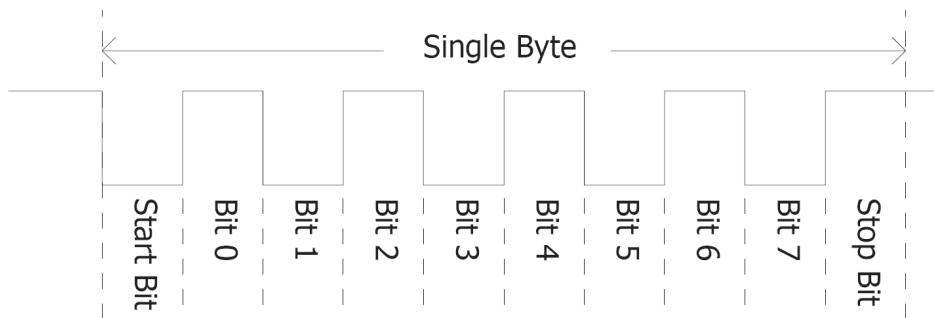 Single Byte
Start Bit
Bit 0
Bit 1
Bit 2
Bit 3
Bit 4
Bit 5
Bit 6
Bit 7
Stop Bit